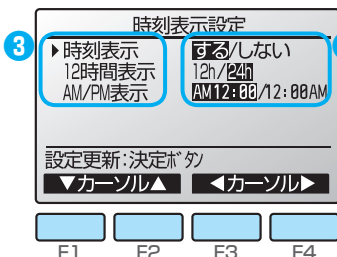 時刻表示設定
3 ▶時刻表示 する/しない
12時間表示 12h/24h
AM/PM表示 AM12:00/12:00AM
設定更新:決定ボタン
▼カーソル▲ ◀カーソル▶
F1 F2 F3 F4